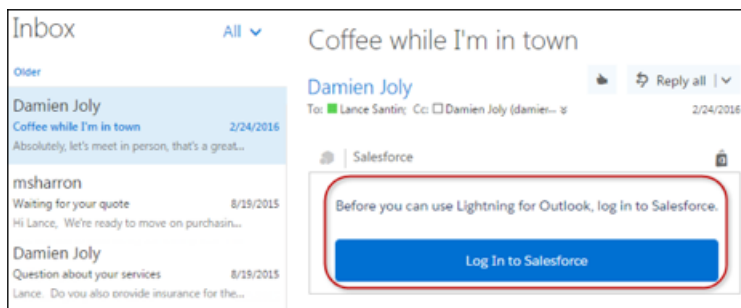 Inbox
All
Older
Damien Joly
Coffee while I'm in town 2/24/2016
Absolutely, let's meet in person, that's a great...
msharron
Waiting for your quote 8/19/2015
Hi Lance, We're ready to move on purchasin...
Damien Joly
Question about your services 8/19/2015
Lance. Do you also provide insurance for the...
Coffee while I'm in town
Damien Joly
Reply all
To: Lance Santin; Cc: Damien Joly (damier...
2/24/2016
Salesforce
Before you can use Lightning for Outlook, log in to Salesforce.
Log In to Salesforce